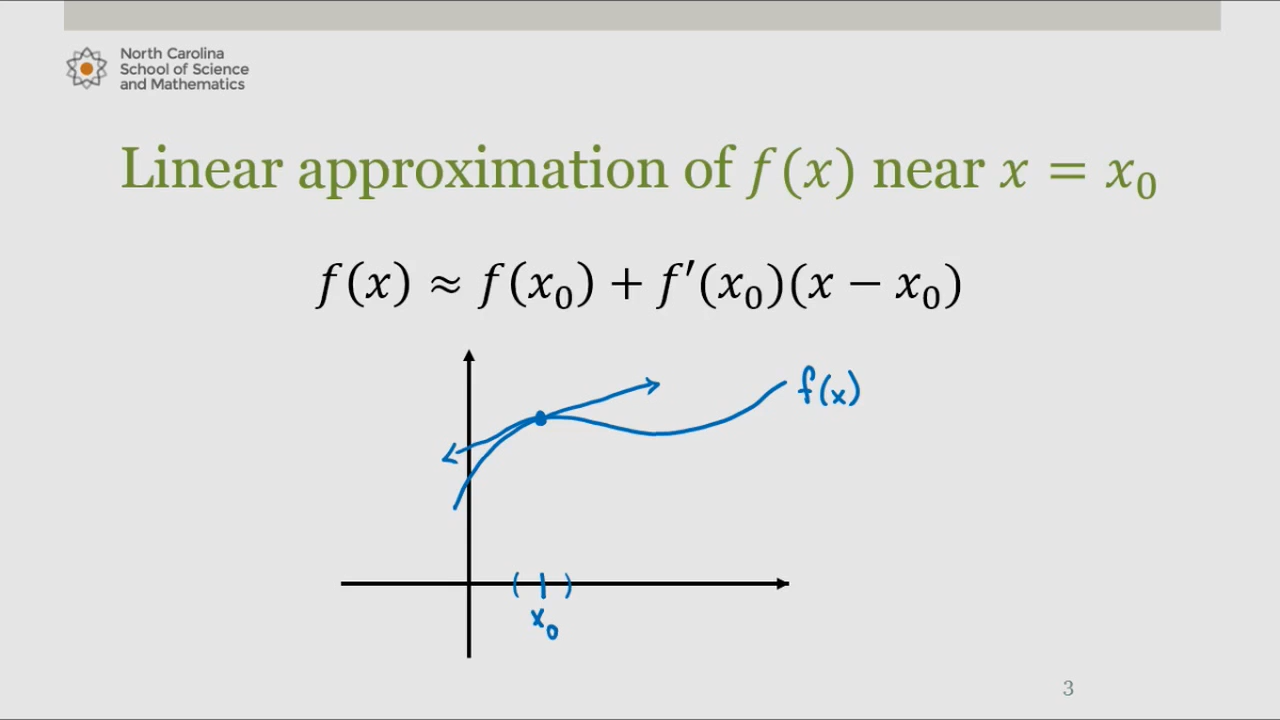 North Carolina
School of Science
and Mathematics
Linear approximation of f(x) near x = x₀
f(x) ≈ f(x₀) + f′(x₀)(x − x₀)
f(x)
( | )
x₀
3